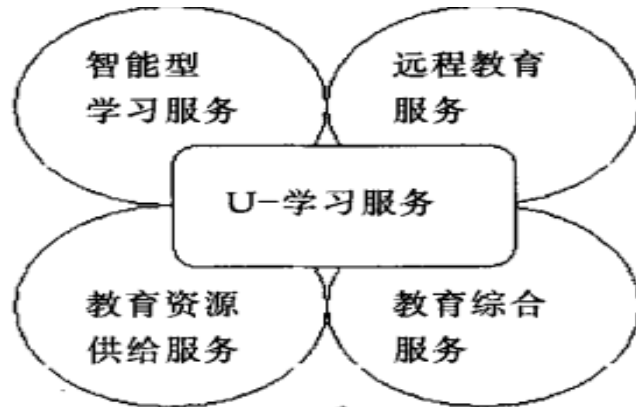 智能型
学习服务
远程教育
服务
U-学习服务
教育资源
供给服务
教育综合
服务